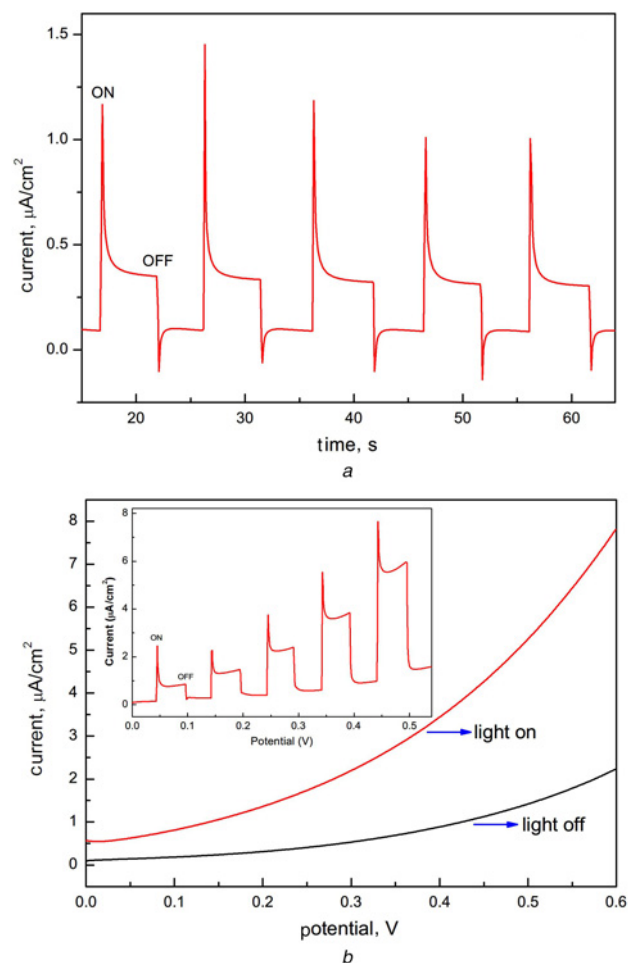 1.5
ON
1.0
current, μA/cm²
0.5
OFF
0.0
20 30 40 50 60
time, s
a
8
7
6
5
4
3
2
1
0
current, μA/cm²
8
6
4
2
0
Current (μA/cm²)
ON
OFF
0.0 0.1 0.2 0.3 0.4 0.5
Potential (V)
light on
light off
0.0 0.1 0.2 0.3 0.4 0.5 0.6
potential, V
b